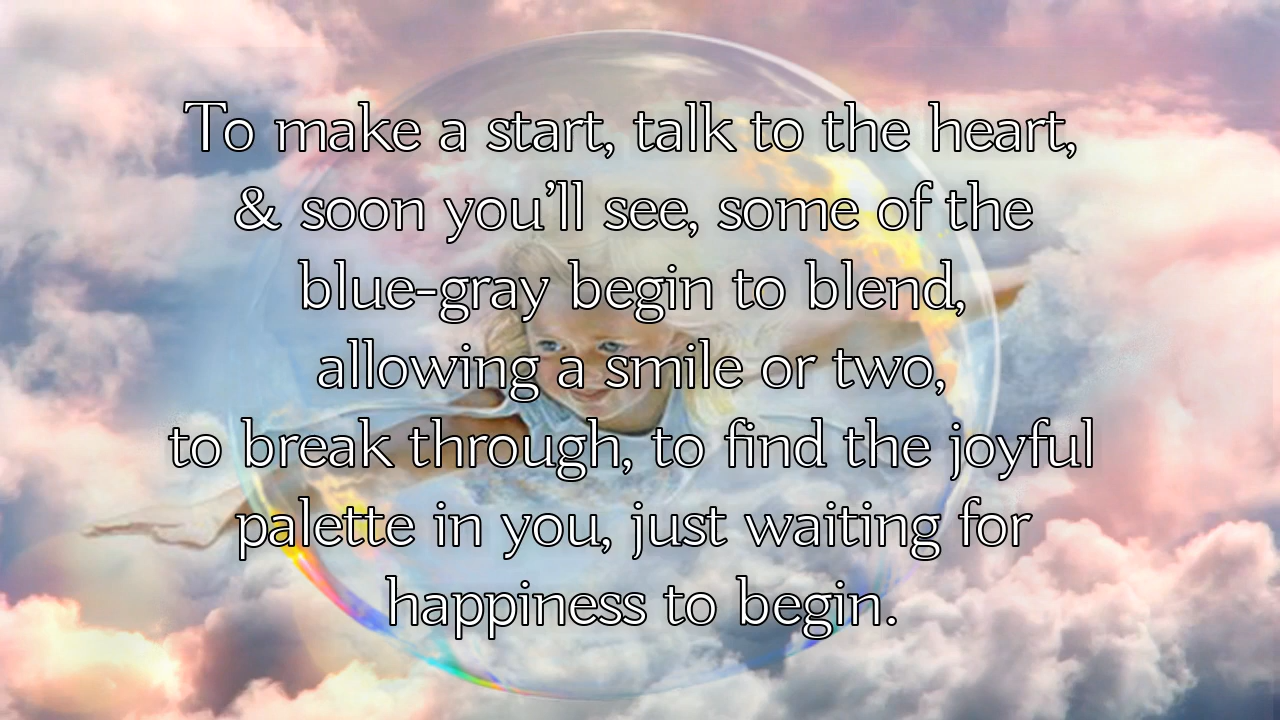 To make a start, talk to the heart,
& soon you’ll see, some of the
blue-gray begin to blend,
allowing a smile or two,
to break through, to find the joyful
palette in you, just waiting for
happiness to begin.